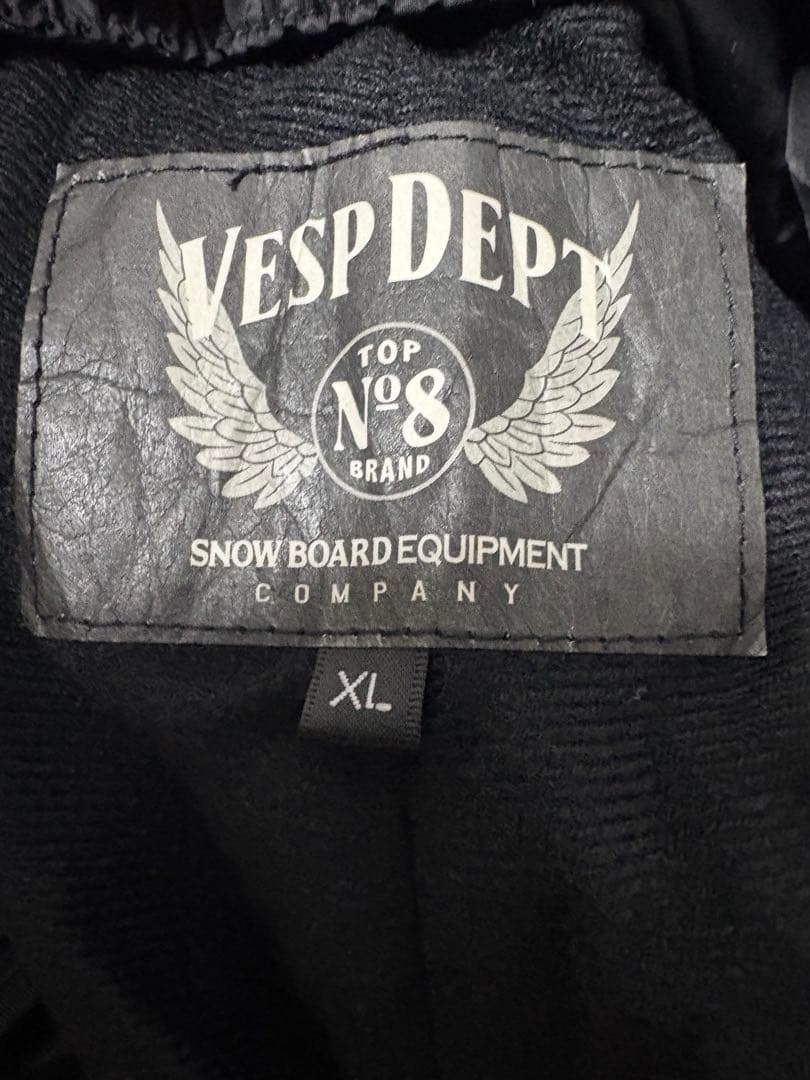 VESP DEPT
TOP
No8
BRAND
SNOW BOARD EQUIPMENT
COMPANY
XL